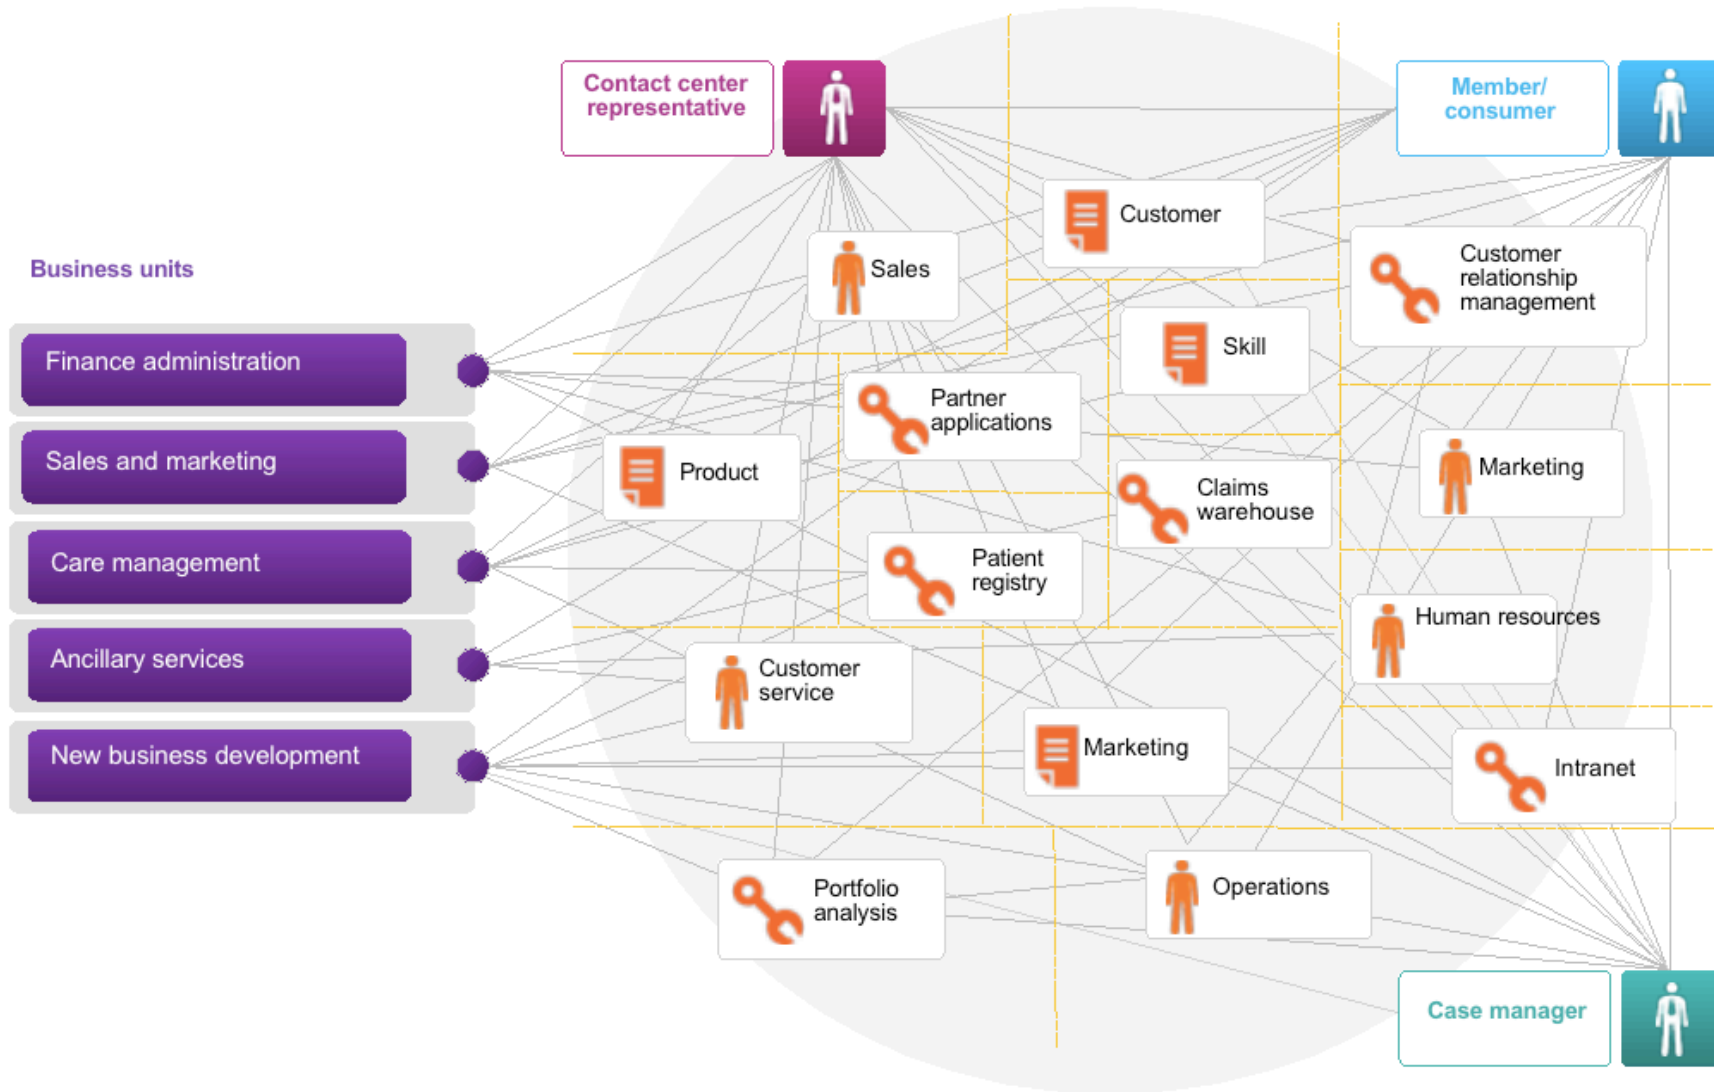 Contact center
representative
Member/
consumer
Customer
Sales
Customer
relationship
management
Business units
Skill
Finance administration
Partner
applications
Sales and marketing
Product
Marketing
Claims
warehouse
Care management
Patient
registry
Human resources
Ancillary services
Customer
service
New business development
Marketing
Intranet
Portfolio
analysis
Operations
Case manager